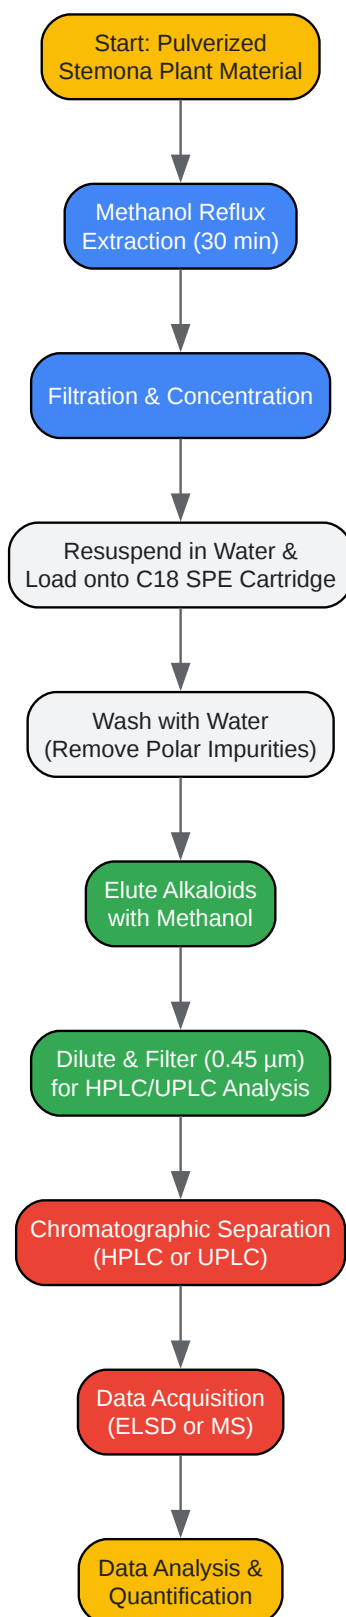 Start: Pulverized
Stemona Plant Material
Methanol Reflux
Extraction (30 min)
Filtration & Concentration
Resuspend in Water &
Load onto C18 SPE Cartridge
Wash with Water
(Remove Polar Impurities)
Elute Alkaloids
with Methanol
Dilute & Filter (0.45 µm)
for HPLC/UPLC Analysis
Chromatographic Separation
(HPLC or UPLC)
Data Acquisition
(ELSD or MS)
Data Analysis &
Quantification